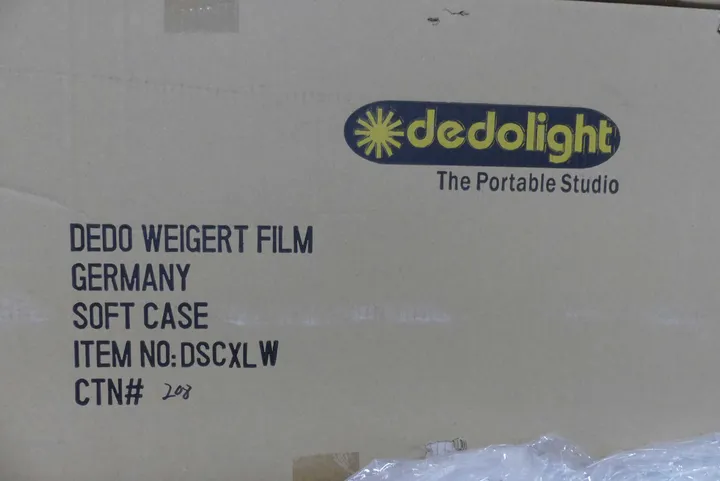 dedolight
The Portable Studio
DEDO WEIGERT FILM
GERMANY
SOFT CASE
ITEM NO:DSCXLW
CTN# 208